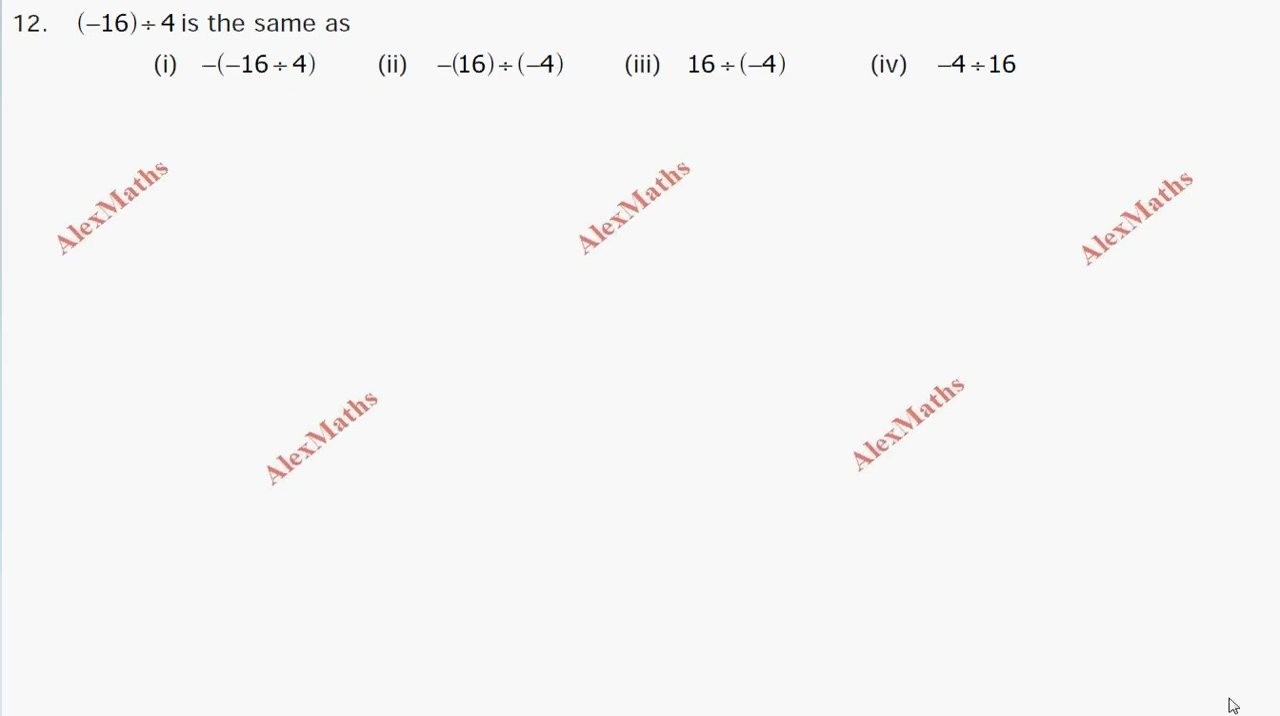 12. (–16) ÷ 4 is the same as
(i) –(–16 ÷ 4) (ii) –(16) ÷ (–4) (iii) 16 ÷ (–4) (iv) –4 ÷ 16
AlexMaths
AlexMaths
AlexMaths
AlexMaths
AlexMaths